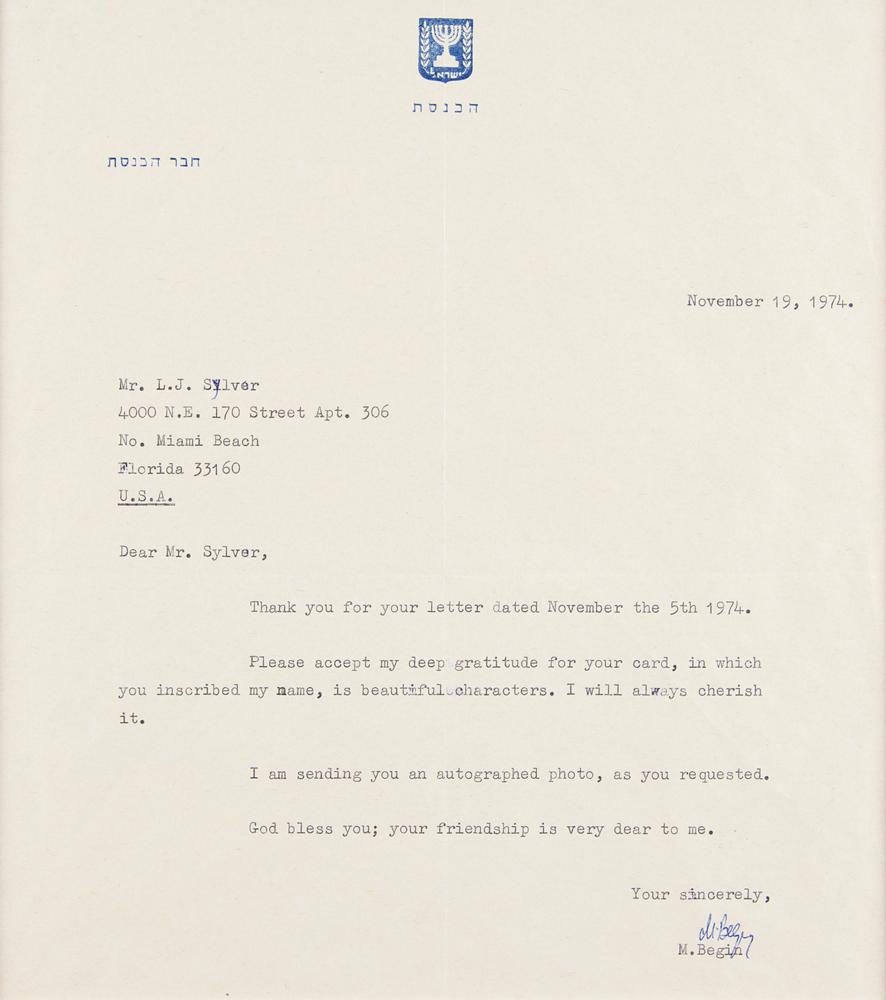 ישראל
הכנסת
חבר הכנסת
November 19, 1974.
Mr. L.J. Sylver
4000 N.E. 170 Street Apt. 306
No. Miami Beach
Florida 33160
U.S.A.
Dear Mr. Sylver,
Thank you for your letter dated November the 5th 1974.
Please accept my deep gratitude for your card, in which
you inscribed my name, is beautiful characters. I will always cherish
it.
I am sending you an autographed photo, as you requested.
God bless you; your friendship is very dear to me.
Your sincerely,
M. Begin
M.Begin